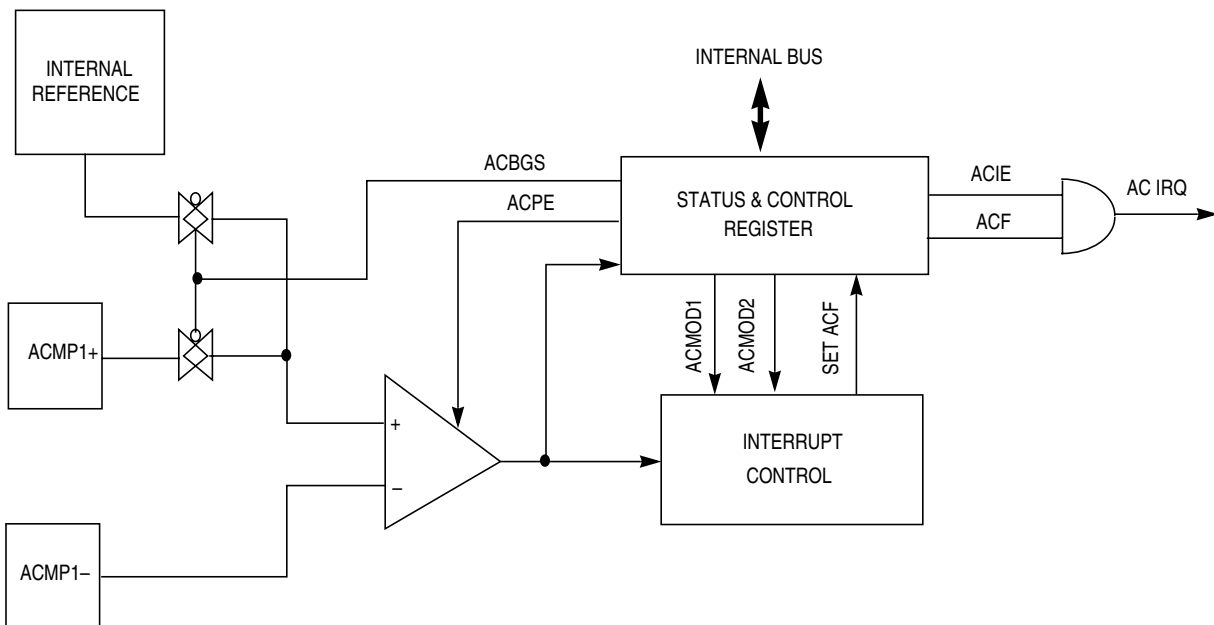 INTERNAL
REFERENCE
INTERNAL BUS
ACBGS
ACPE
STATUS & CONTROL
REGISTER
ACIE
ACF
AC IRQ
ACMP1+
ACMOD1
ACMOD2
SET ACF
+
–
INTERRUPT
CONTROL
ACMP1–